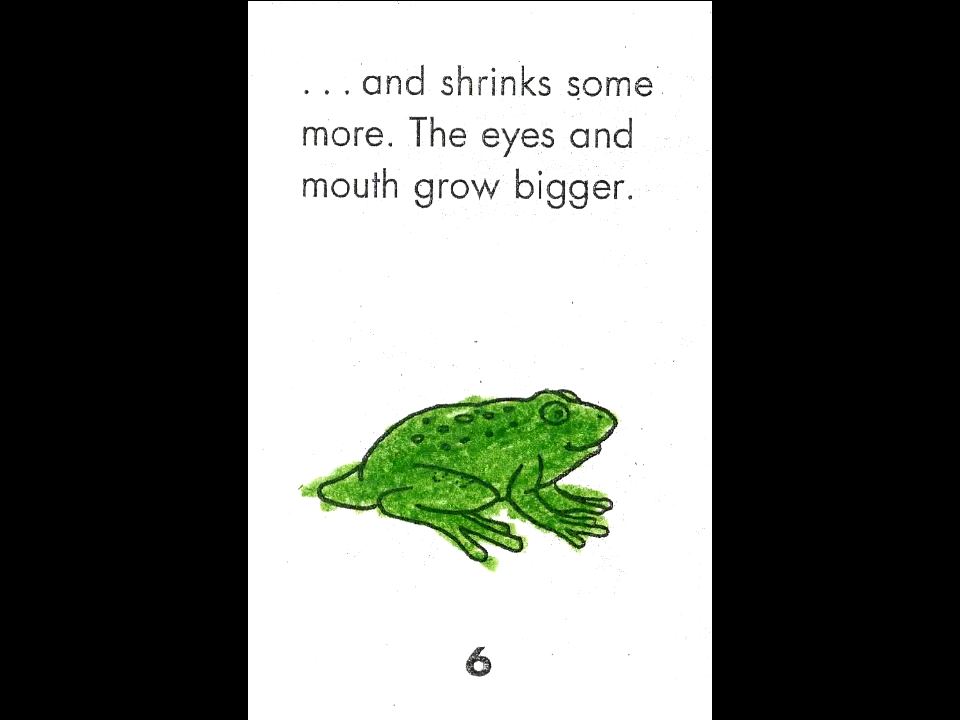 . . . and shrinks some
more. The eyes and
mouth grow bigger.
6